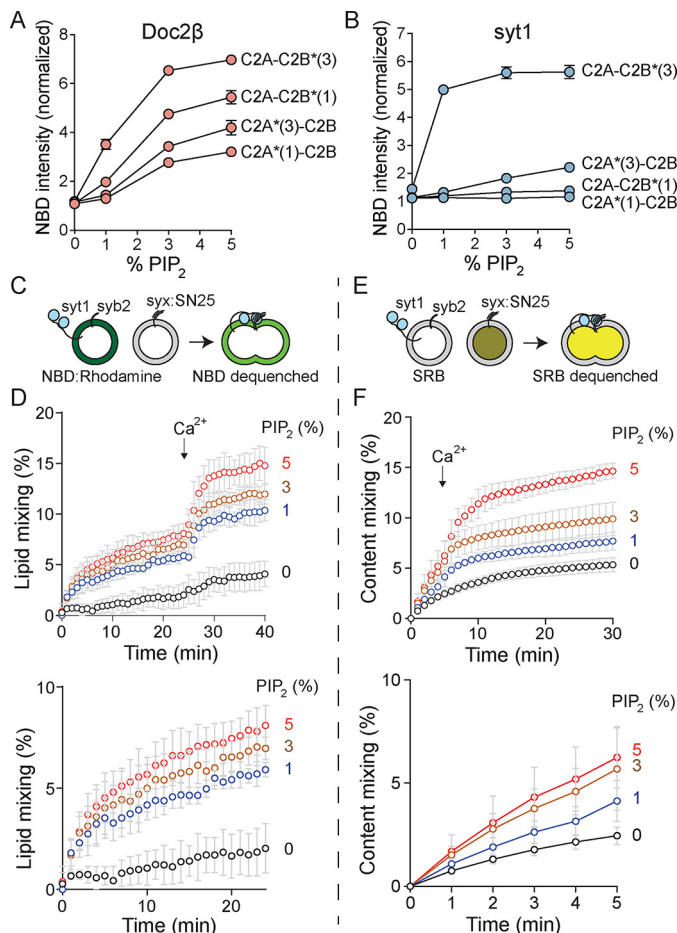 A
Doc2β
NBD intensity (normalized)
8
6
4
2
0
0 1 2 3 4 5
% PIP2
C2A-C2B*(3)
C2A-C2B*(1)
C2A*(3)-C2B
C2A*(1)-C2B
B
syt1
NBD intensity (normalized)
7
6
5
4
3
2
1
0
0 1 2 3 4 5
% PIP2
C2A-C2B*(3)
C2A*(3)-C2B
C2A-C2B*(1)
C2A*(1)-C2B
C
syt1 syb2 syx:SN25
NBD:Rhodamine NBD dequenched
E
syt1 syb2 syx:SN25
SRB SRB dequenched
D
Lipid mixing (%)
20
15
10
5
0
0 10 20 30 40
Time (min)
Ca2+
PIP2 (%)
5
3
1
0
Lipid mixing (%)
10
5
0
0 10 20
Time (min)
PIP2 (%)
5
3
1
0
F
Content mixing (%)
20
15
10
5
0
0 10 20 30
Time (min)
Ca2+
PIP2 (%)
5
3
1
0
Content mixing (%)
10
5
0
0 1 2 3 4 5
Time (min)
PIP2 (%)
5
3
1
0